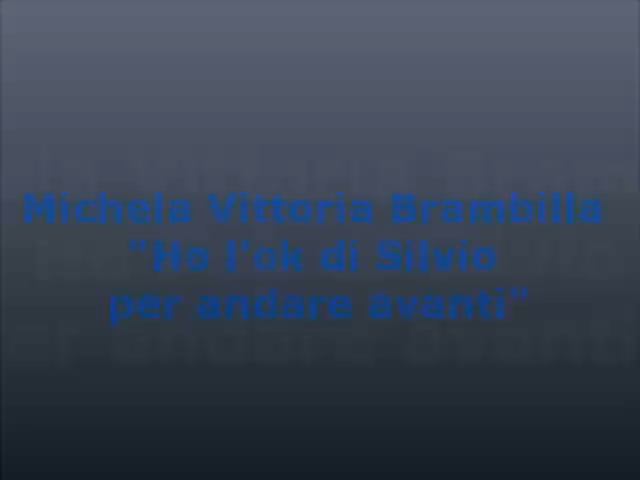 Michela Vittoria Brambilla
"Ho l'ok di Silvio
per andare avanti"